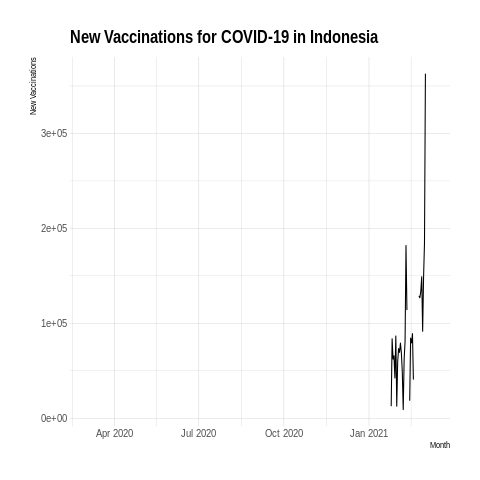 New Vaccinations for COVID-19 in Indonesia
New Vaccinations
3e+05
2e+05
1e+05
0e+00
Apr 2020 Jul 2020 Oct 2020 Jan 2021
Month